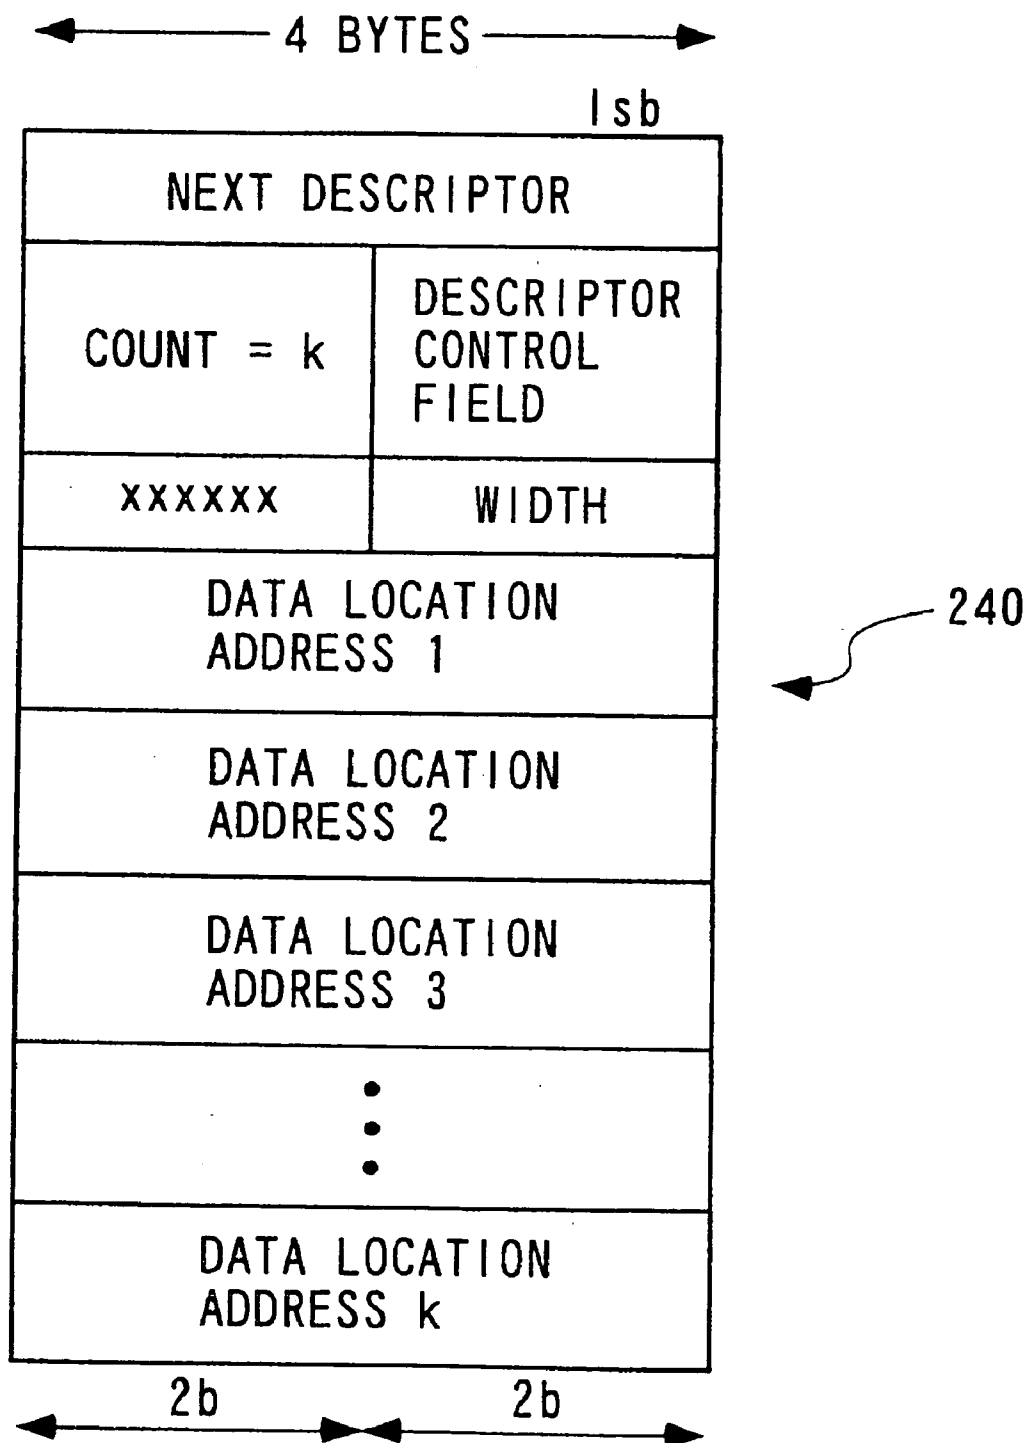 4 BYTES
lsb
NEXT DESCRIPTOR
COUNT = k
DESCRIPTOR
CONTROL
FIELD
XXXXXX
WIDTH
DATA LOCATION
ADDRESS 1
240
DATA LOCATION
ADDRESS 2
DATA LOCATION
ADDRESS 3
DATA LOCATION
ADDRESS k
2b
2b